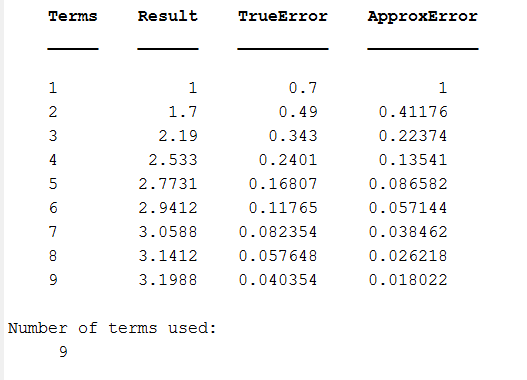 Terms Result TrueError ApproxError
1 1 0.7 1
2 1.7 0.49 0.41176
3 2.19 0.343 0.22374
4 2.533 0.2401 0.13541
5 2.7731 0.16807 0.086582
6 2.9412 0.11765 0.057144
7 3.0588 0.082354 0.038462
8 3.1412 0.057648 0.026218
9 3.1988 0.040354 0.018022
Number of terms used:
9